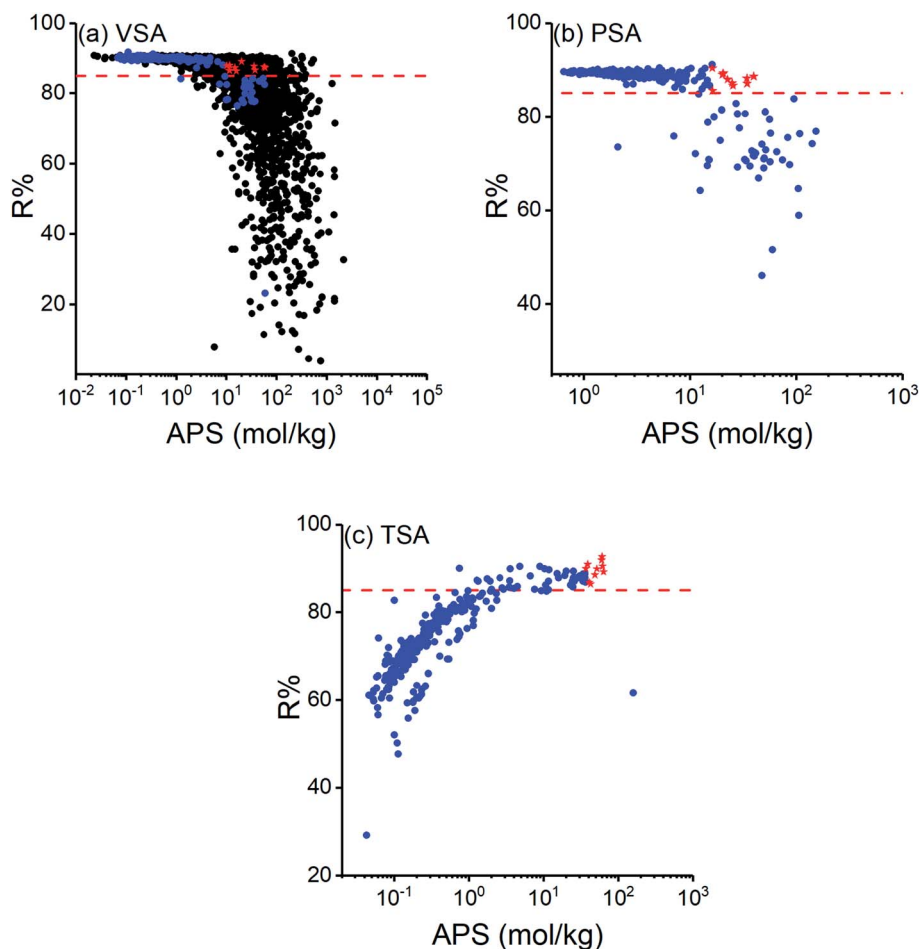 (a) VSA
100
80
60
40
20
R%
10⁻² 10⁻¹ 10⁰ 10¹ 10² 10³ 10⁴ 10⁵
APS (mol/kg)
(b) PSA
100
80
60
40
R%
10⁰ 10¹ 10² 10³
APS (mol/kg)
(c) TSA
100
80
60
40
20
R%
10⁻¹ 10⁰ 10¹ 10² 10³
APS (mol/kg)